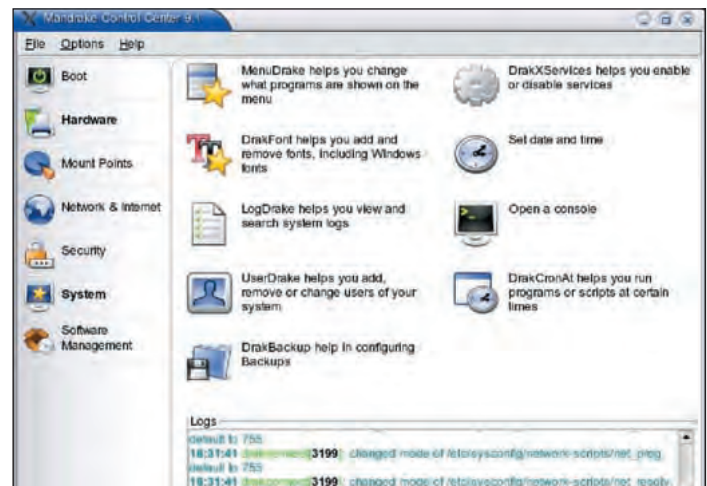 Mandrake Control Center 9.1
File Options Help
Boot
Hardware
Mount Points
Network & Internet
Security
System
Software
Management
MenuDrake helps you change
what programs are shown on the
menu
DrakXServices helps you enable
or disable services
DrakFont helps you add and
remove fonts, including Windows
fonts
Set date and time
LogDrake helps you view and
search system logs
Open a console
UserDrake helps you add,
remove or change users of your
system
DrakCronAt helps you run
programs or scripts at certain
times
DrakBackup help in configuring
Backups
Logs
default to 755
18:31:41 drakconnect[3199]: changed mode of /etc/sysconfig/network-scripts/net_prog
default to 755
18:31:41 drakconnect[3199]: changed mode of /etc/sysconfig/network-scripts/net_resolv